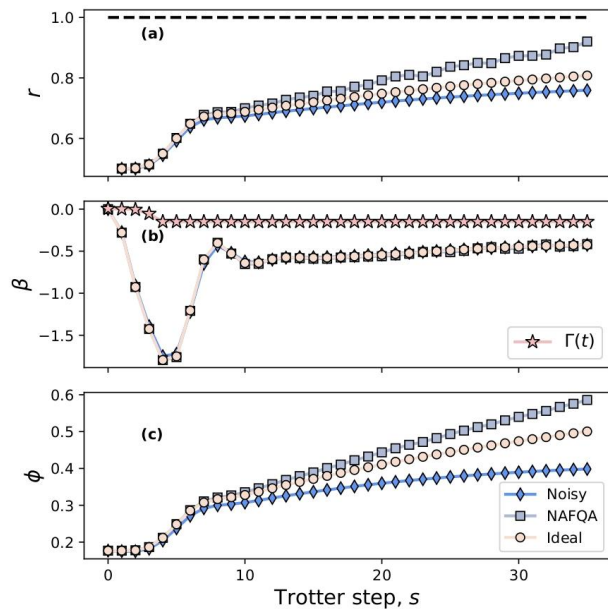 1.0
(a)
0.8
r
0.6
0.0
(b)
−0.5
β
−1.0
−1.5
Γ(t)
0.6
(c)
0.5
ϕ
0.4
0.3
0.2
Noisy
NAFQA
Ideal
0 10 20 30
Trotter step, s